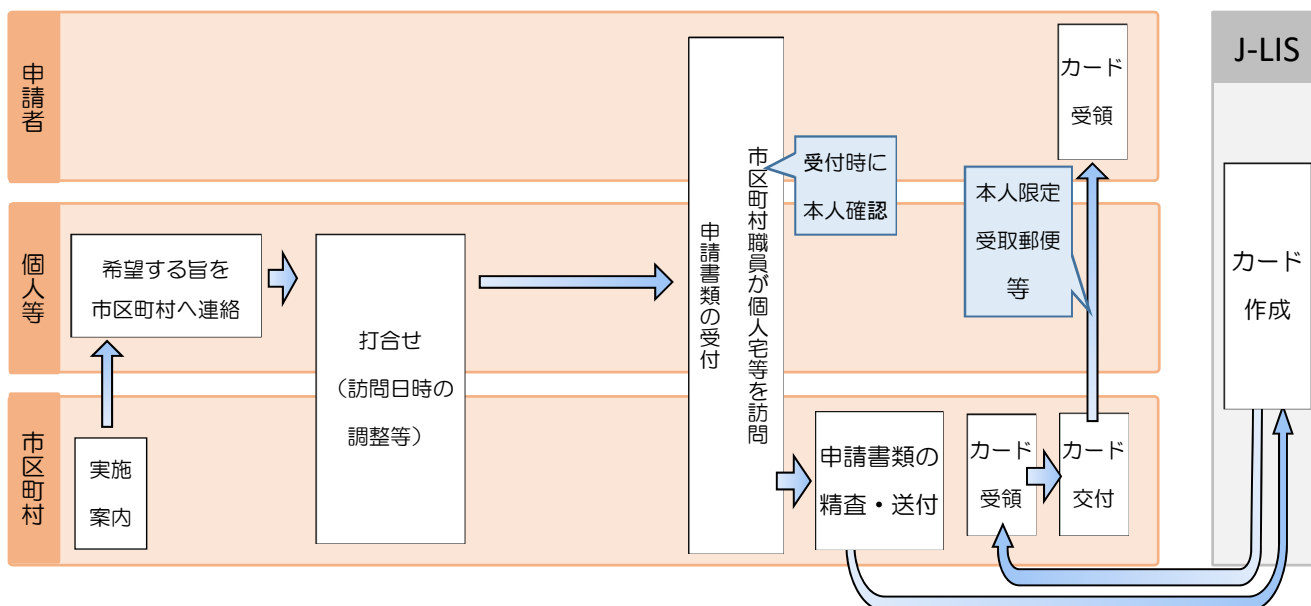 申請者
個人等
市区町村
実施
案内
希望する旨を
市区町村へ連絡
打合せ
(訪問日時の
調整等)
市区町村職員が個人宅等を訪問
申請書類の受付
受付時に
本人確認
申請書類の
精査・送付
カード
受領
カード
交付
本人限定
受取郵便
等
カード
受領
J-LIS
カード
作成